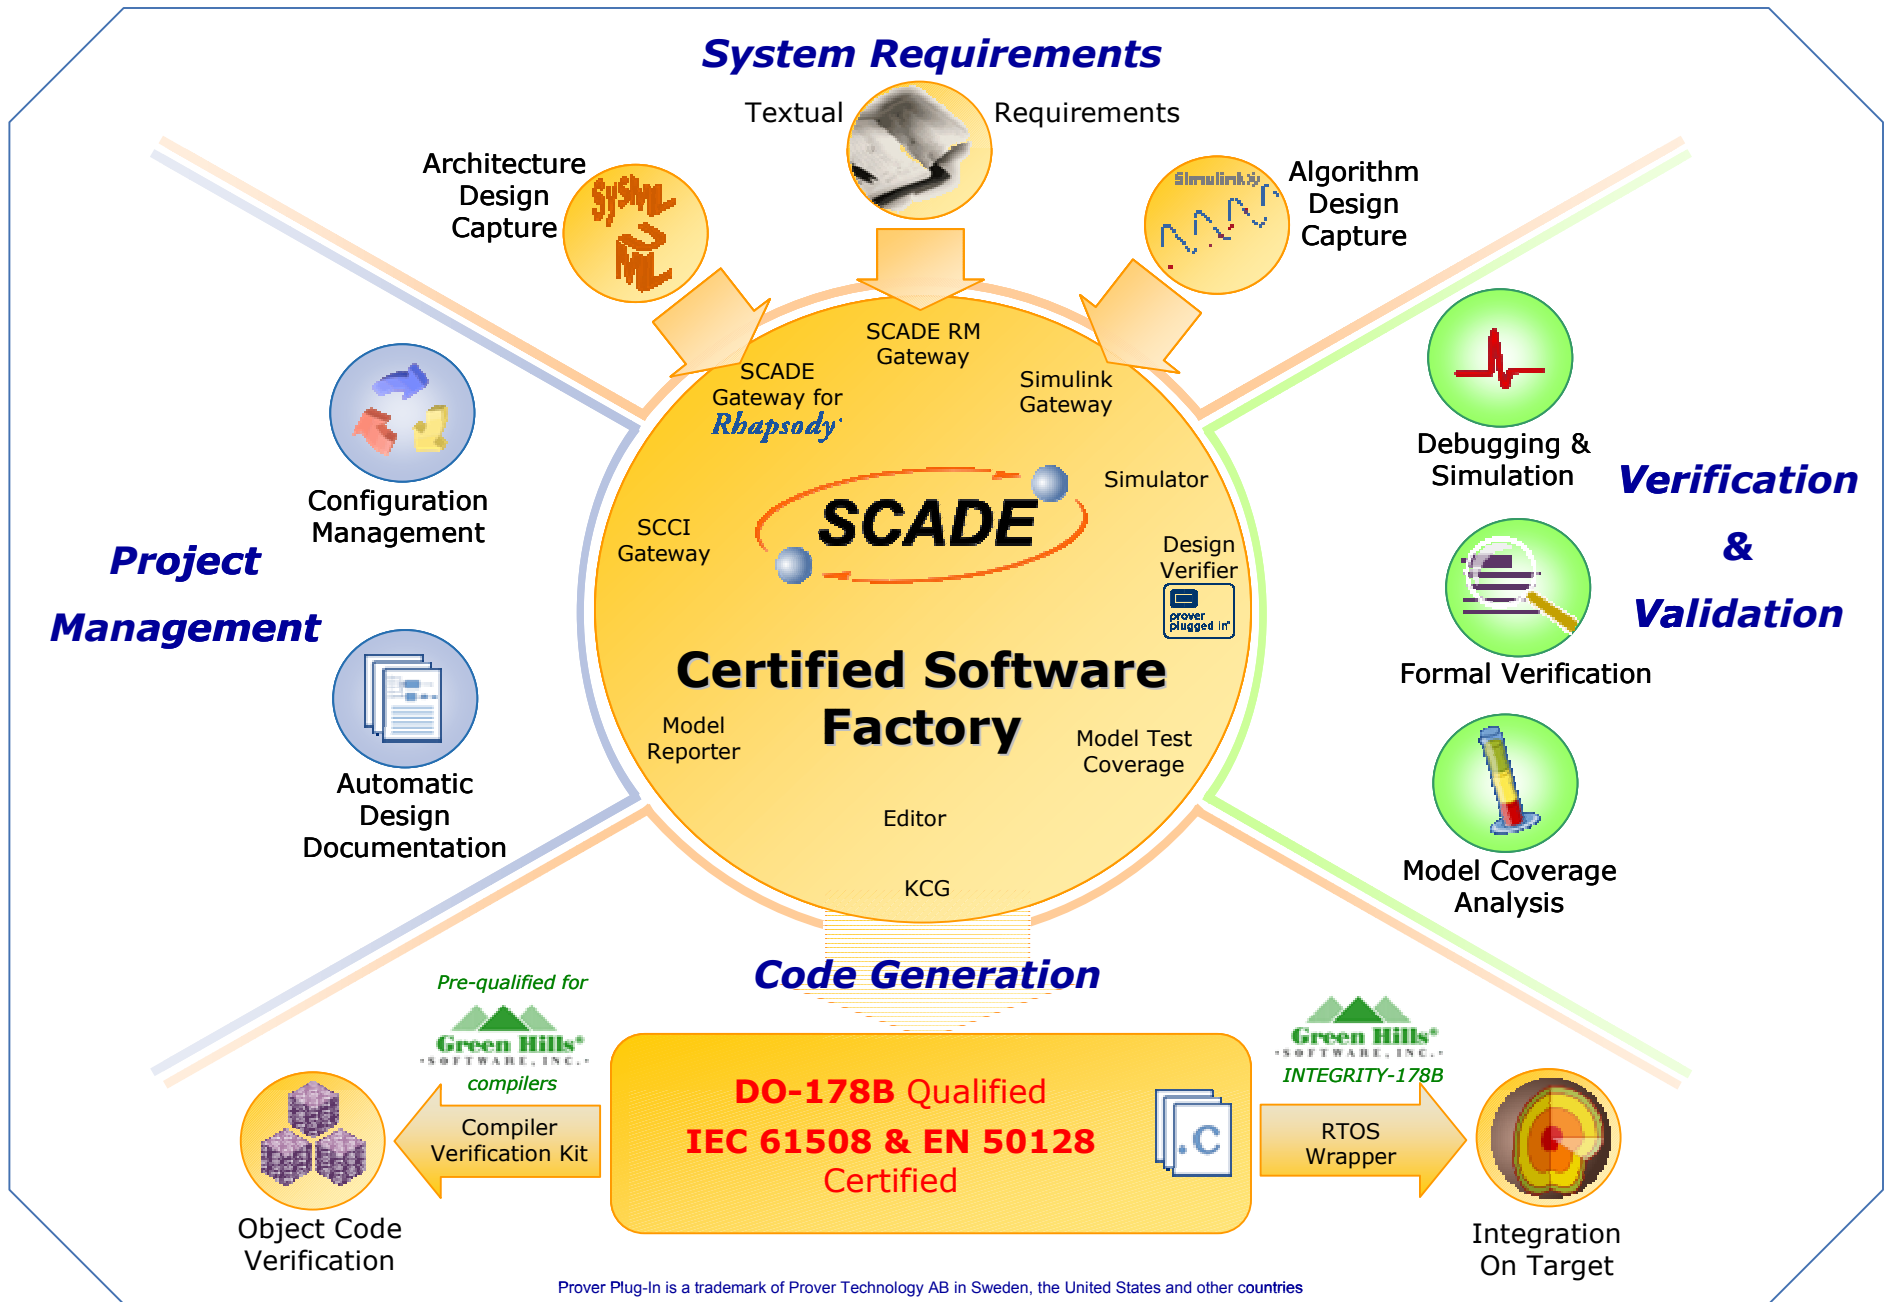 System Requirements
Textual Requirements
Architecture
Design
Capture
SysML
UML
Simulink
Algorithm
Design
Capture
SCADE RM
Gateway
SCADE
Gateway for
Rhapsody
Simulink
Gateway
Configuration
Management
Debugging &
Simulation
Project
Management
Verification
&
Validation
SCCI
Gateway
SCADE
Simulator
Design
Verifier
prover
plugged in
Formal Verification
Certified Software
Factory
Model
Reporter
Model Test
Coverage
Automatic
Design
Documentation
Editor
KCG
Model Coverage
Analysis
Code Generation
Pre-qualified for
Green Hills®
SOFTWARE, INC.
compilers
Compiler
Verification Kit
Object Code
Verification
DO-178B Qualified
IEC 61508 & EN 50128
Certified
.C
Green Hills®
SOFTWARE, INC.
INTEGRITY-178B
RTOS
Wrapper
Integration
On Target
Prover Plug-In is a trademark of Prover Technology AB in Sweden, the United States and other countries